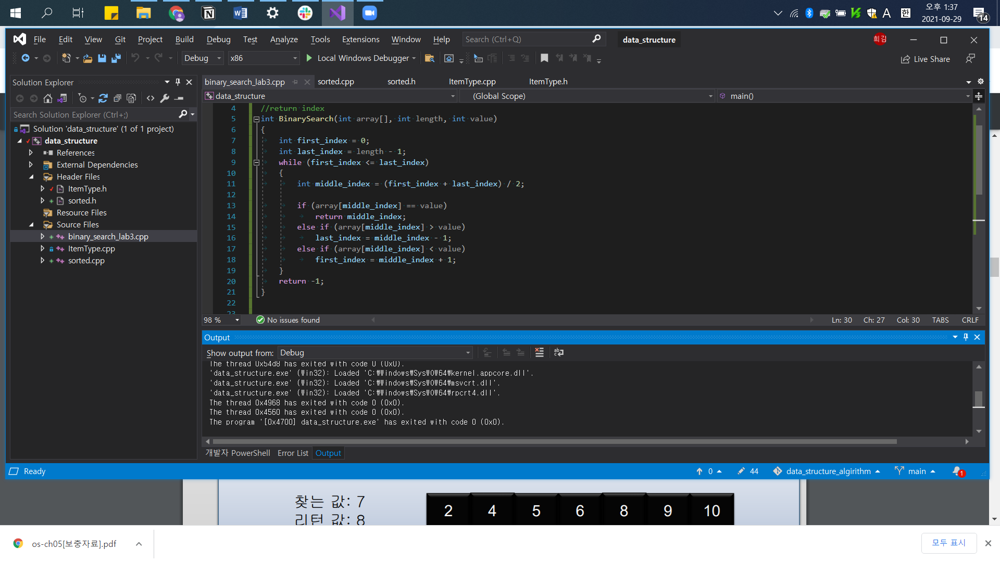 오후 1:37
2021-09-29
A
한
14
File Edit View Git Project Build Debug Test Analyze Tools Extensions Window Help
Search (Ctrl+Q)
data_structure
희김
Debug x86 Local Windows Debugger
Live Share
Solution Explorer
Search Solution Explorer (Ctrl+;)
Solution 'data_structure' (1 of 1 project)
data_structure
References
External Dependencies
Header Files
ItemType.h
sorted.h
Resource Files
Source Files
binary_search_lab3.cpp
ItemType.cpp
sorted.cpp
binary_search_lab3.cpp sorted.cpp sorted.h ItemType.cpp ItemType.h
data_structure (Global Scope) main()
4 //return index
5 int BinarySearch(int array[], int length, int value)
6 {
7 int first_index = 0;
8 int last_index = length - 1;
9 while (first_index <= last_index)
10 {
11 int middle_index = (first_index + last_index) / 2;
12
13 if (array[middle_index] == value)
14 return middle_index;
15 else if (array[middle_index] > value)
16 last_index = middle_index - 1;
17 else if (array[middle_index] < value)
18 first_index = middle_index + 1;
19 }
20 return -1;
21 }
22
23
98 % No issues found Ln: 30 Ch: 27 Col: 30 TABS CRLF
Output
Show output from: Debug
The thread 0x54d8 has exited with code 0 (0x0).
'data_structure.exe' (Win32): Loaded 'C:₩Windows₩SysWOW64₩kernel.appcore.dll'.
'data_structure.exe' (Win32): Loaded 'C:₩Windows₩SysWOW64₩msvcrt.dll'.
'data_structure.exe' (Win32): Loaded 'C:₩Windows₩SysWOW64₩rpcrt4.dll'.
The thread 0x4968 has exited with code 0 (0x0).
The thread 0x4560 has exited with code 0 (0x0).
The program '[0x4700] data_structure.exe' has exited with code 0 (0x0).
개발자 PowerShell Error List Output
Ready 0 44 data_structure_algirithm main 1
찾는 값: 7
리턴 값: 8
2 4 5 6 8 9 10
os-ch05[보충자료].pdf
모두 표시